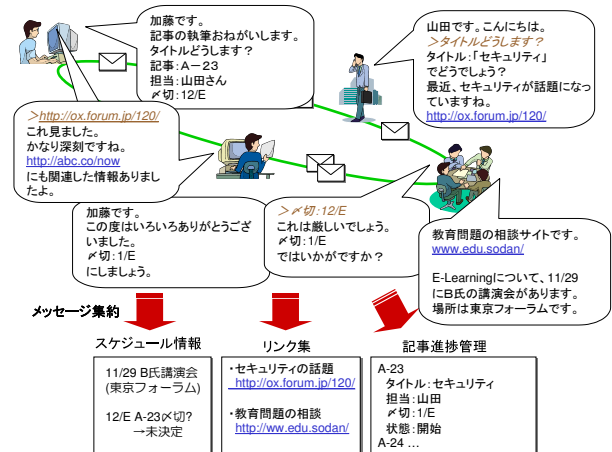 加藤です。
記事の執筆おねがいします。
タイトルどうします？
記事：A－23
担当：山田さん
〆切：12/E
山田です。こんにちは。
＞タイトルどうします？
タイトル：「セキュリティ」
でどうでしょう？
最近、セキュリティが話題になっ
ていますね。
http://ox.forum.jp/120/
＞http://ox.forum.jp/120/
これ見ました。
かなり深刻ですね。
http://abc.co/now
にも関連した情報ありまし
たよ。
加藤です。
この度はいろいろありがとうござ
いました。
〆切：1/E
にしましょう。
＞〆切：12/E
これは厳しいでしょう。
〆切：1/E
ではいかがですか？
教育問題の相談サイトです。
www.edu.sodan/
E-Learningについて、11/29
にB氏の講演会があります。
場所は東京フォーラムです。
メッセージ集約
スケジュール情報
11/29 B氏講演会
(東京フォーラム)
12/E A-23〆切?
→未決定
リンク集
・セキュリティの話題
http://ox.forum.jp/120/
・教育問題の相談
http://ww.edu.sodan/
記事進捗管理
A-23
タイトル：セキュリティ
担当：山田
〆切：1/E
状態：開始
A-24 …